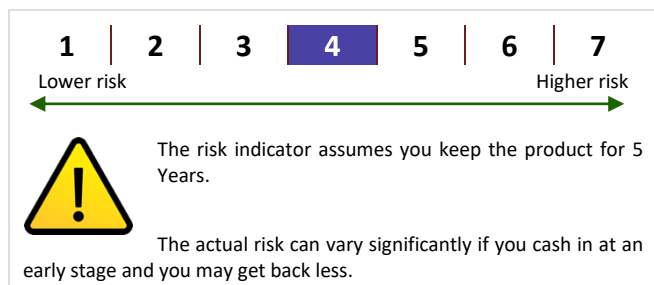 1 2 3 4 5 6 7
Lower risk Higher risk
The risk indicator assumes you keep the product for 5
Years.
The actual risk can vary significantly if you cash in at an
early stage and you may get back less.